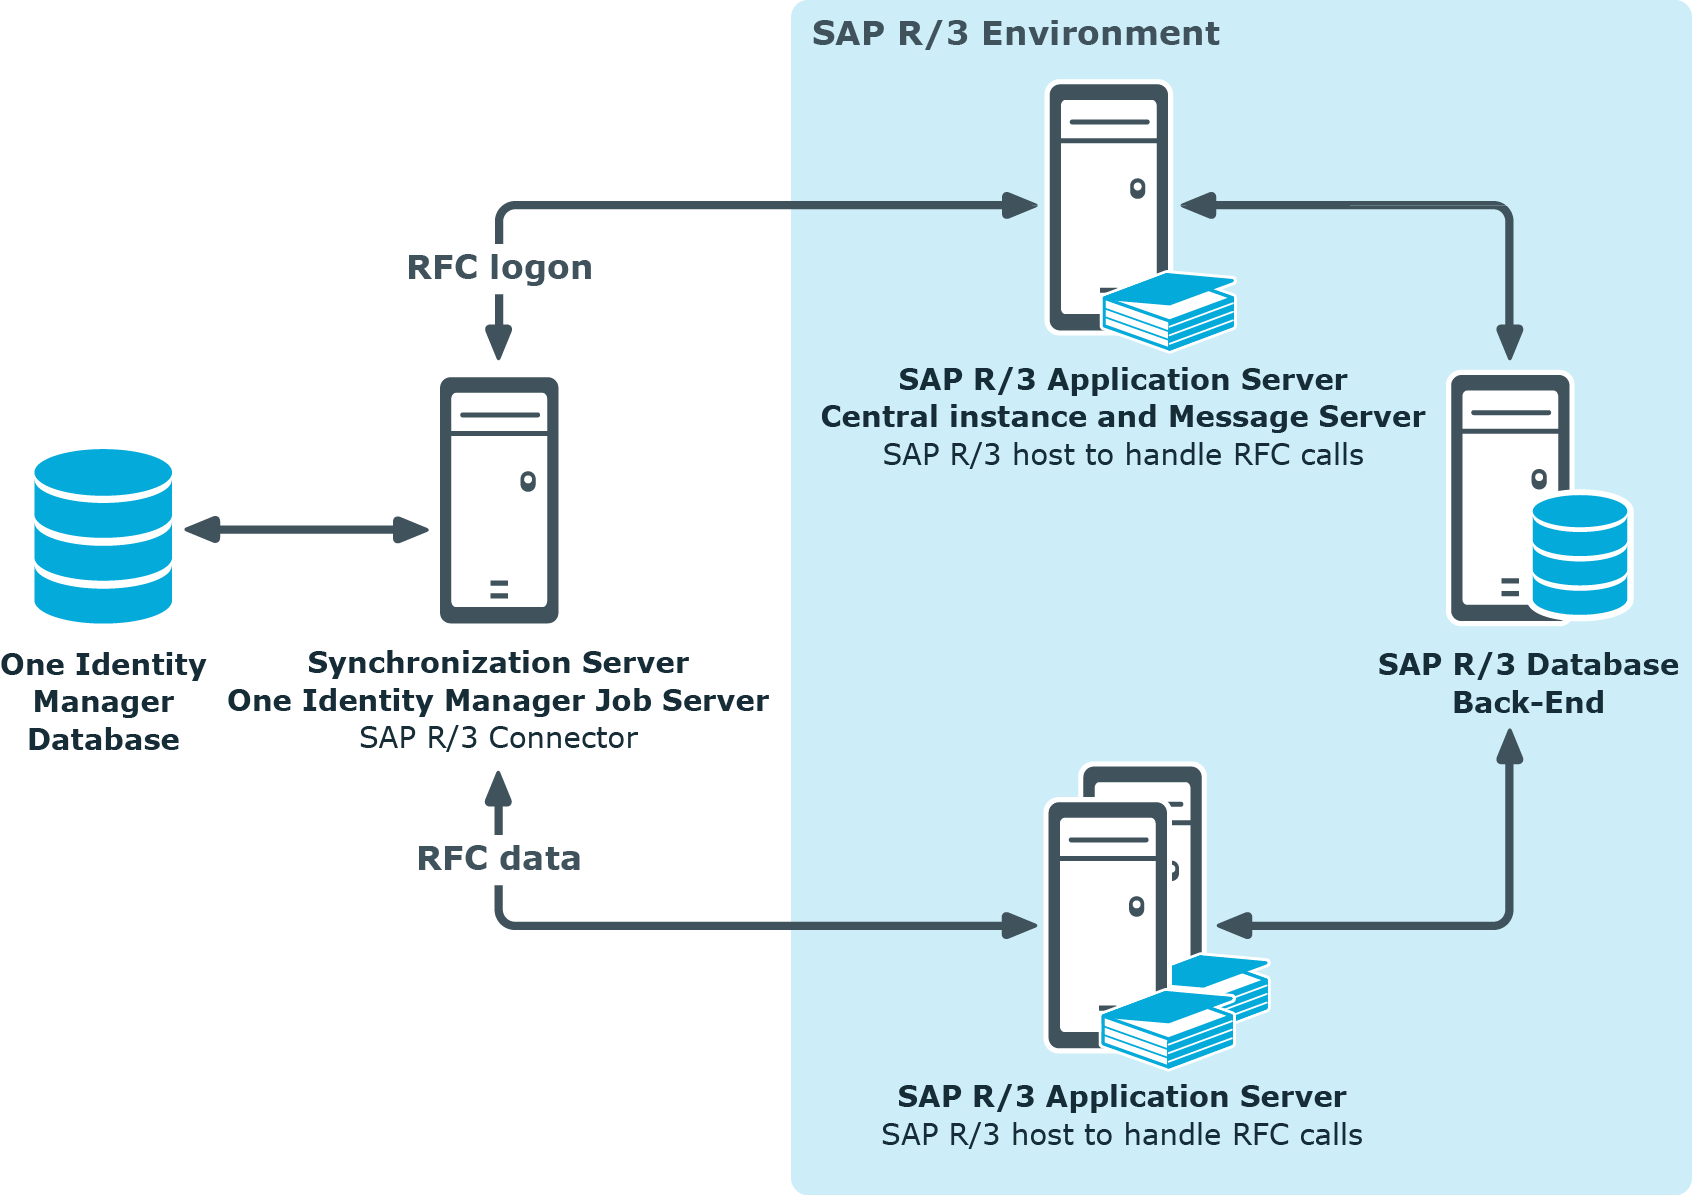 SAP R/3 Environment
RFC logon
SAP R/3 Application Server
Central instance and Message Server
SAP R/3 host to handle RFC calls
One Identity
Manager
Database
Synchronization Server
One Identity Manager Job Server
SAP R/3 Connector
SAP R/3 Database
Back-End
RFC data
SAP R/3 Application Server
SAP R/3 host to handle RFC calls